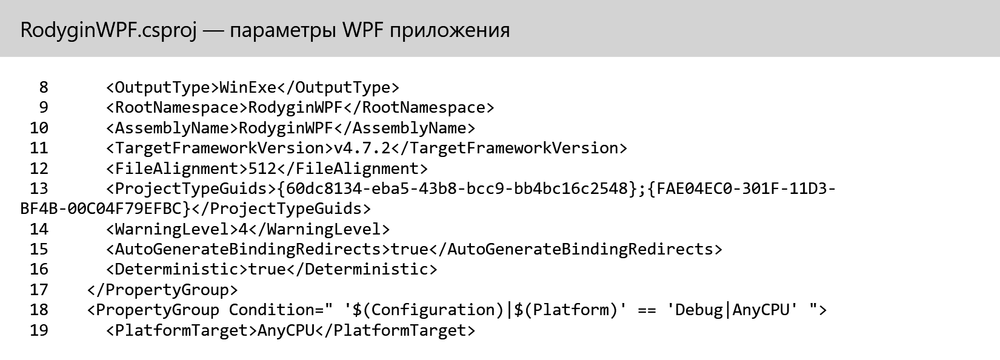 RodyginWPF.csproj — параметры WPF приложения
8 <OutputType>WinExe</OutputType>
9 <RootNamespace>RodyginWPF</RootNamespace>
10 <AssemblyName>RodyginWPF</AssemblyName>
11 <TargetFrameworkVersion>v4.7.2</TargetFrameworkVersion>
12 <FileAlignment>512</FileAlignment>
13 <ProjectTypeGuids>{60dc8134-eba5-43b8-bcc9-bb4bc16c2548};{FAE04EC0-301F-11D3-
BF4B-00C04F79EFBC}</ProjectTypeGuids>
14 <WarningLevel>4</WarningLevel>
15 <AutoGenerateBindingRedirects>true</AutoGenerateBindingRedirects>
16 <Deterministic>true</Deterministic>
17 </PropertyGroup>
18 <PropertyGroup Condition=" '$(Configuration)|$(Platform)' == 'Debug|AnyCPU' ">
19 <PlatformTarget>AnyCPU</PlatformTarget>